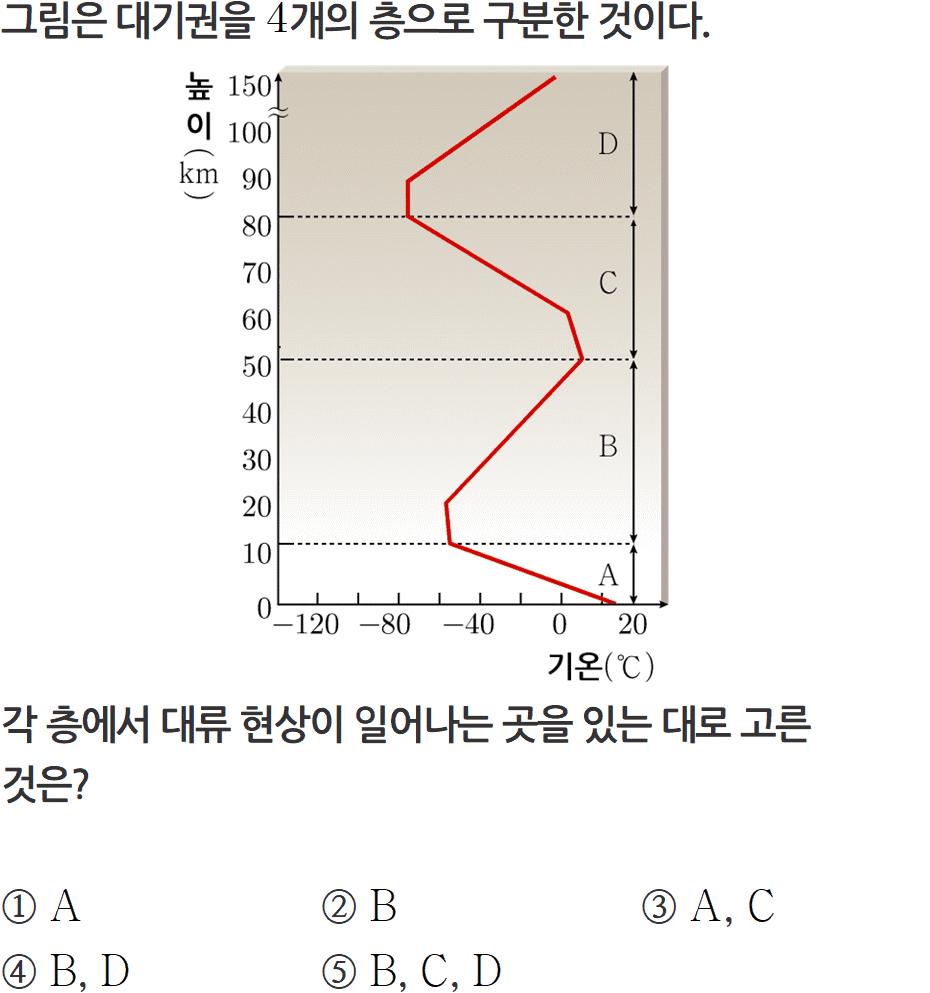 그림은 대기권을 4개의 층으로 구분한 것이다.
높이(km)
150
100
90
80
70
60
50
40
30
20
10
0
D
C
B
A
−120 −80 −40 0 20
기온(℃)
각 층에서 대류 현상이 일어나는 곳을 있는 대로 고른
것은?
① A ② B ③ A, C
④ B, D ⑤ B, C, D